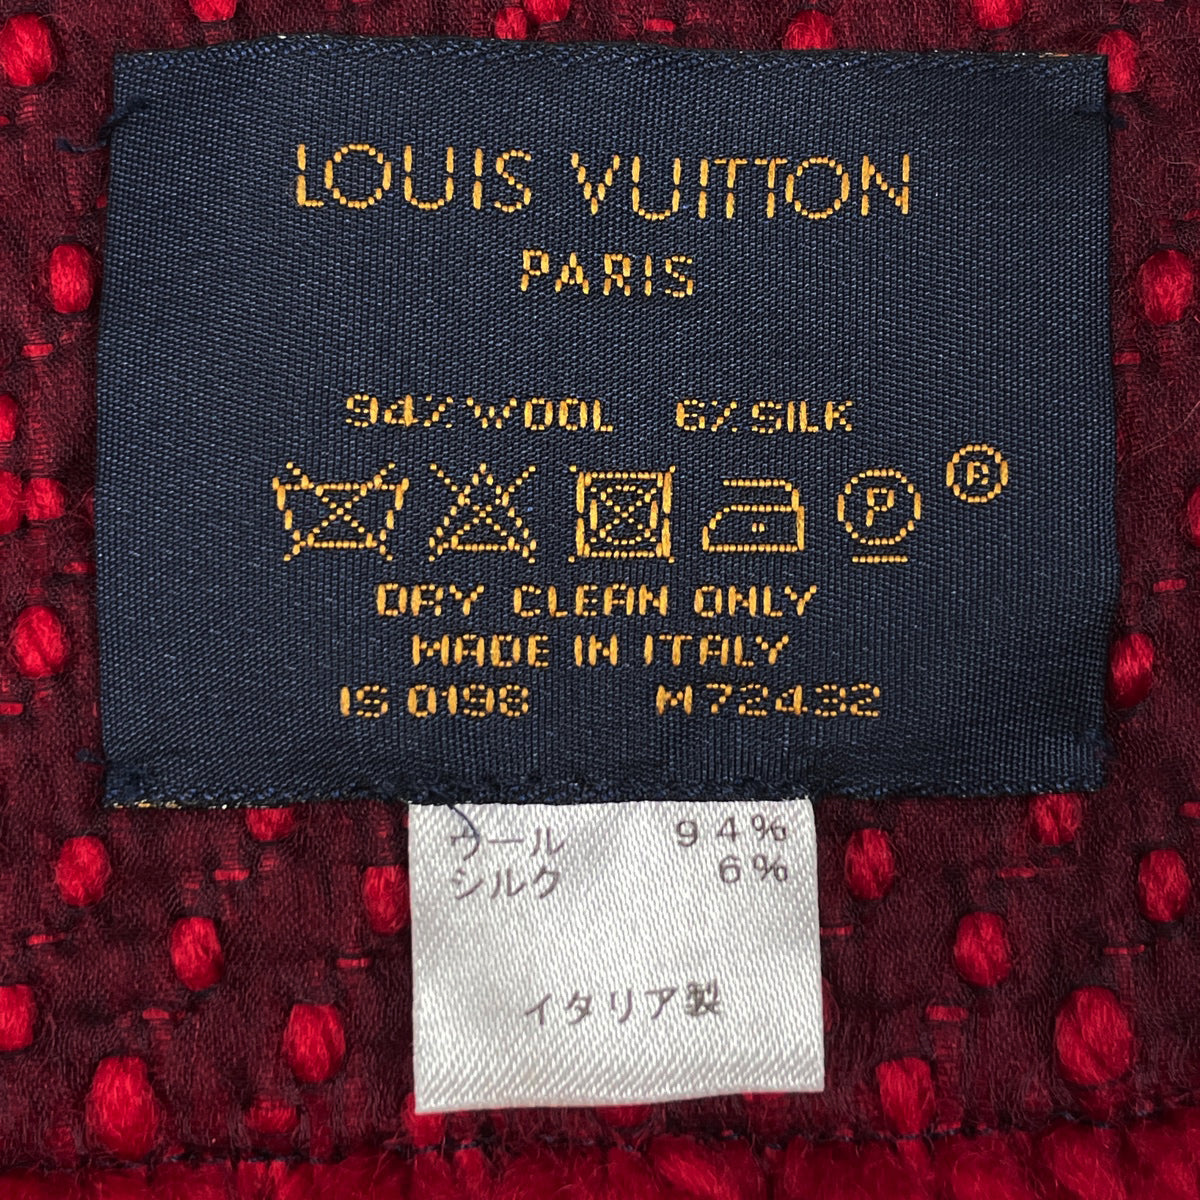 LOUIS VUITTON
PARIS
94% WOOL 6% SILK
P
®
DRY CLEAN ONLY
MADE IN ITALY
IS 0198 M72432
ウール 94%
シルク 6%
イタリア製